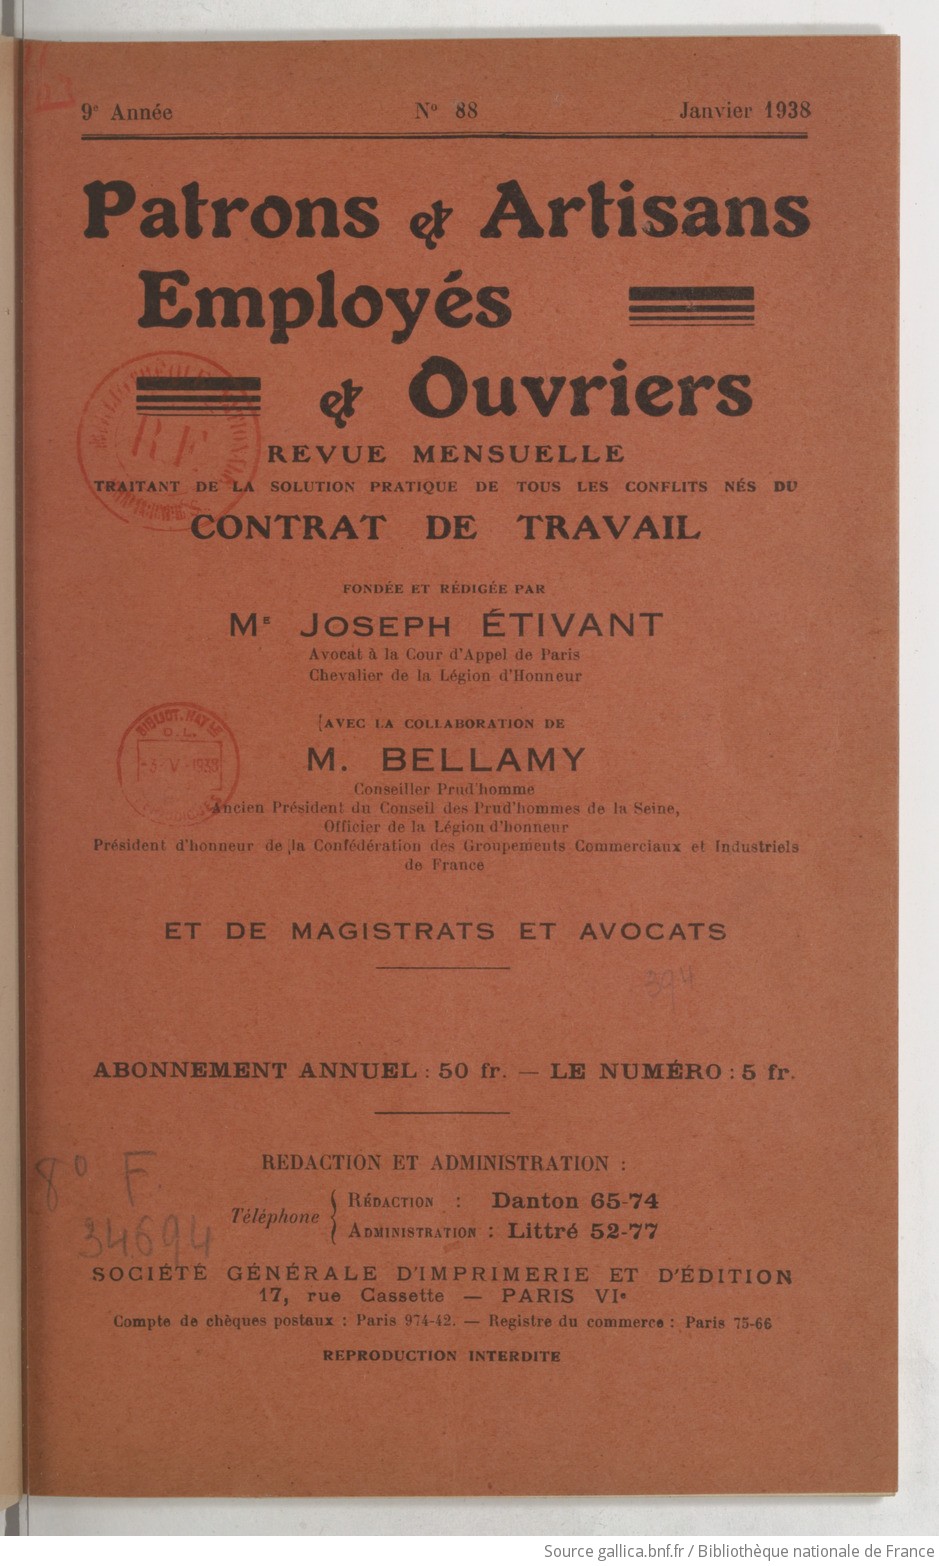 9e Année No 88 Janvier 1938
Patrons et Artisans
Employés
et Ouvriers
REVUE MENSUELLE
TRAITANT DE LA SOLUTION PRATIQUE DE TOUS LES CONFLITS NÉS DU
CONTRAT DE TRAVAIL
FONDÉE ET RÉDIGÉE PAR
ME JOSEPH ÉTIVANT
Avocat à la Cour d'Appel de Paris
Chevalier de la Légion d'Honneur
AVEC LA COLLABORATION DE
M. BELLAMY
Conseiller Prud'homme
Ancien Président du Conseil des Prud'hommes de la Seine,
Officier de la Légion d'honneur
Président d'honneur de la Confédération des Groupements Commerciaux et Industriels
de France
ET DE MAGISTRATS ET AVOCATS
394
ABONNEMENT ANNUEL : 50 fr. — LE NUMÉRO : 5 fr.
REDACTION ET ADMINISTRATION :
Téléphone { RÉDACTION : Danton 65-74
ADMINISTRATION : Littré 52-77
8° F
34694
SOCIÉTÉ GÉNÉRALE D'IMPRIMERIE ET D'ÉDITION
17, rue Cassette — PARIS VIe
Compte de chèques postaux : Paris 974-42. — Registre du commerce : Paris 75-66
REPRODUCTION INTERDITE
Source gallica.bnf.fr / Bibliothèque nationale de France